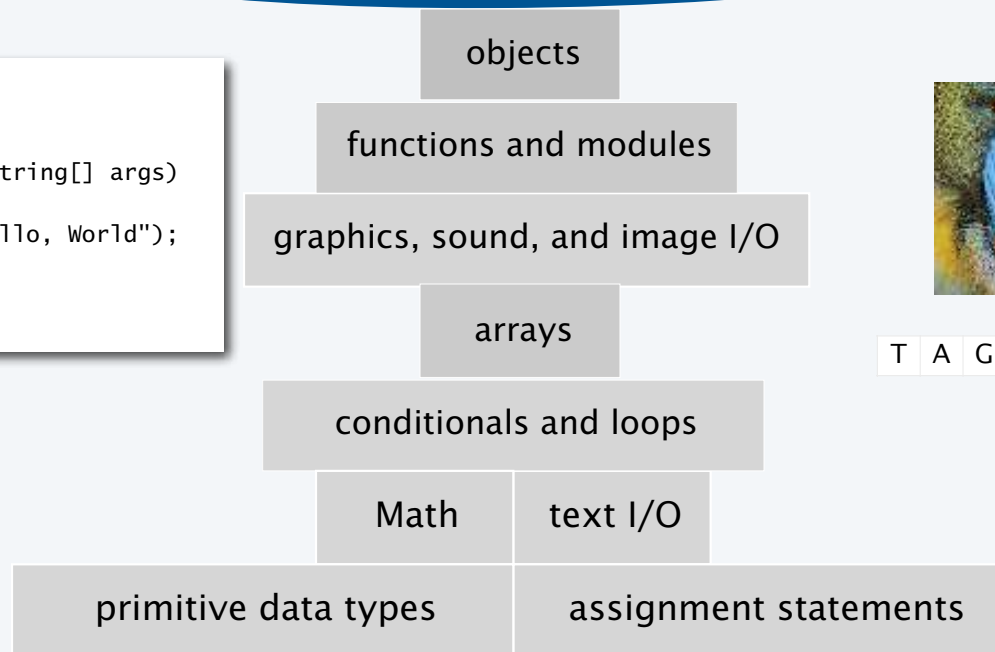 objects
functions and modules
tring[] args)
llo, World");
graphics, sound, and image I/O
arrays
T A G
conditionals and loops
Math text I/O
primitive data types assignment statements